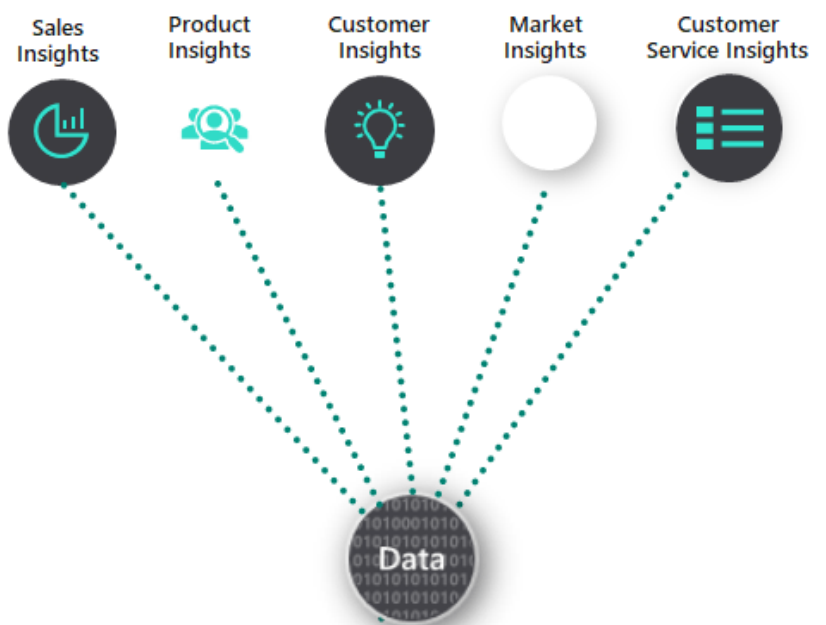 Sales
Insights
Product
Insights
Customer
Insights
Market
Insights
Customer
Service Insights
Data